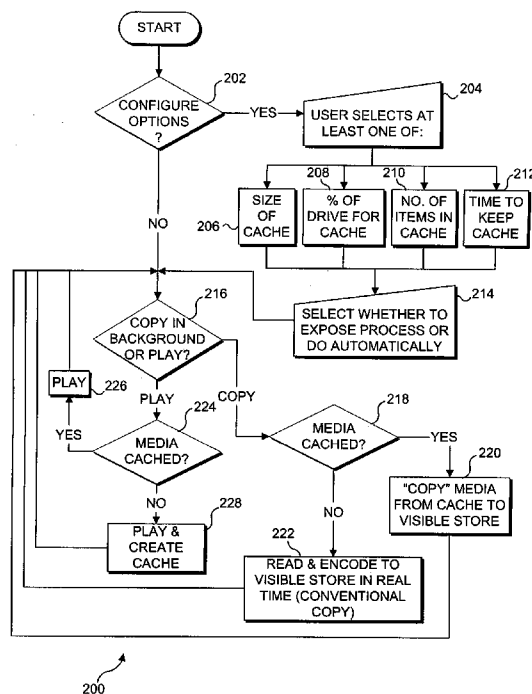 START
202
CONFIGURE
OPTIONS
?
YES
204
USER SELECTS AT
LEAST ONE OF:
NO
206
SIZE
OF
CACHE
208
% OF
DRIVE FOR
CACHE
210
NO. OF
ITEMS IN
CACHE
212
TIME TO
KEEP
CACHE
214
SELECT WHETHER TO
EXPOSE PROCESS OR
DO AUTOMATICALLY
216
COPY IN
BACKGROUND
OR PLAY?
PLAY
COPY
PLAY
226
YES
224
MEDIA
CACHED?
NO
228
PLAY &
CREATE
CACHE
218
MEDIA
CACHED?
YES
220
"COPY" MEDIA
FROM CACHE TO
VISIBLE STORE
NO
222
READ & ENCODE TO
VISIBLE STORE IN REAL
TIME (CONVENTIONAL
COPY)
200